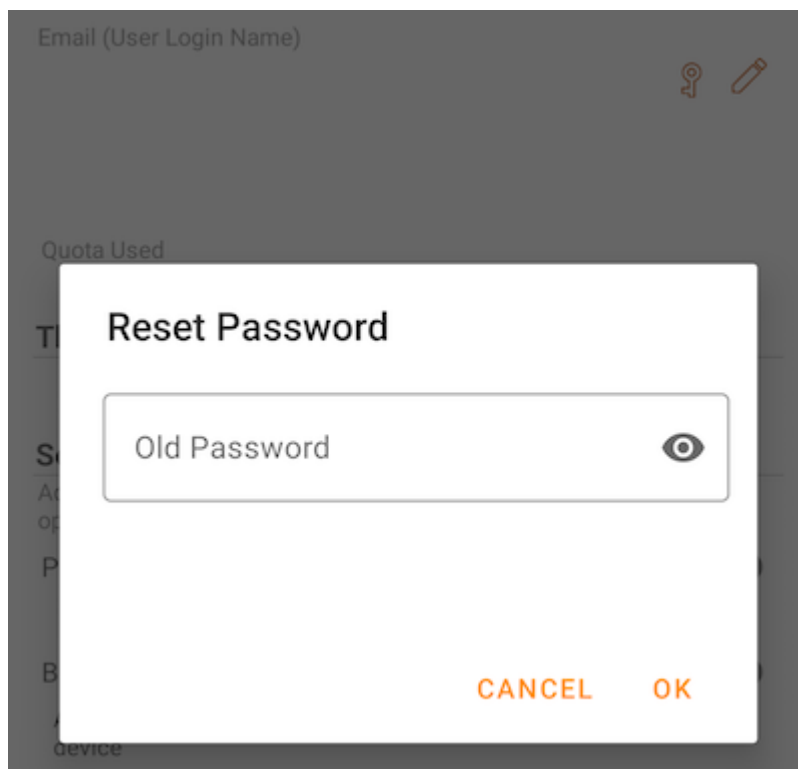 Email (User Login Name)
Quota Used
Reset Password
Old Password
CANCEL
OK
device